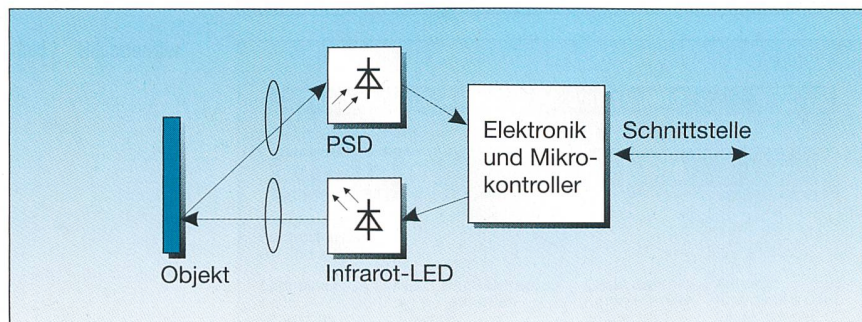 PSD
Elektronik
und Mikro-
kontroller
Schnittstelle
Objekt
Infrarot-LED